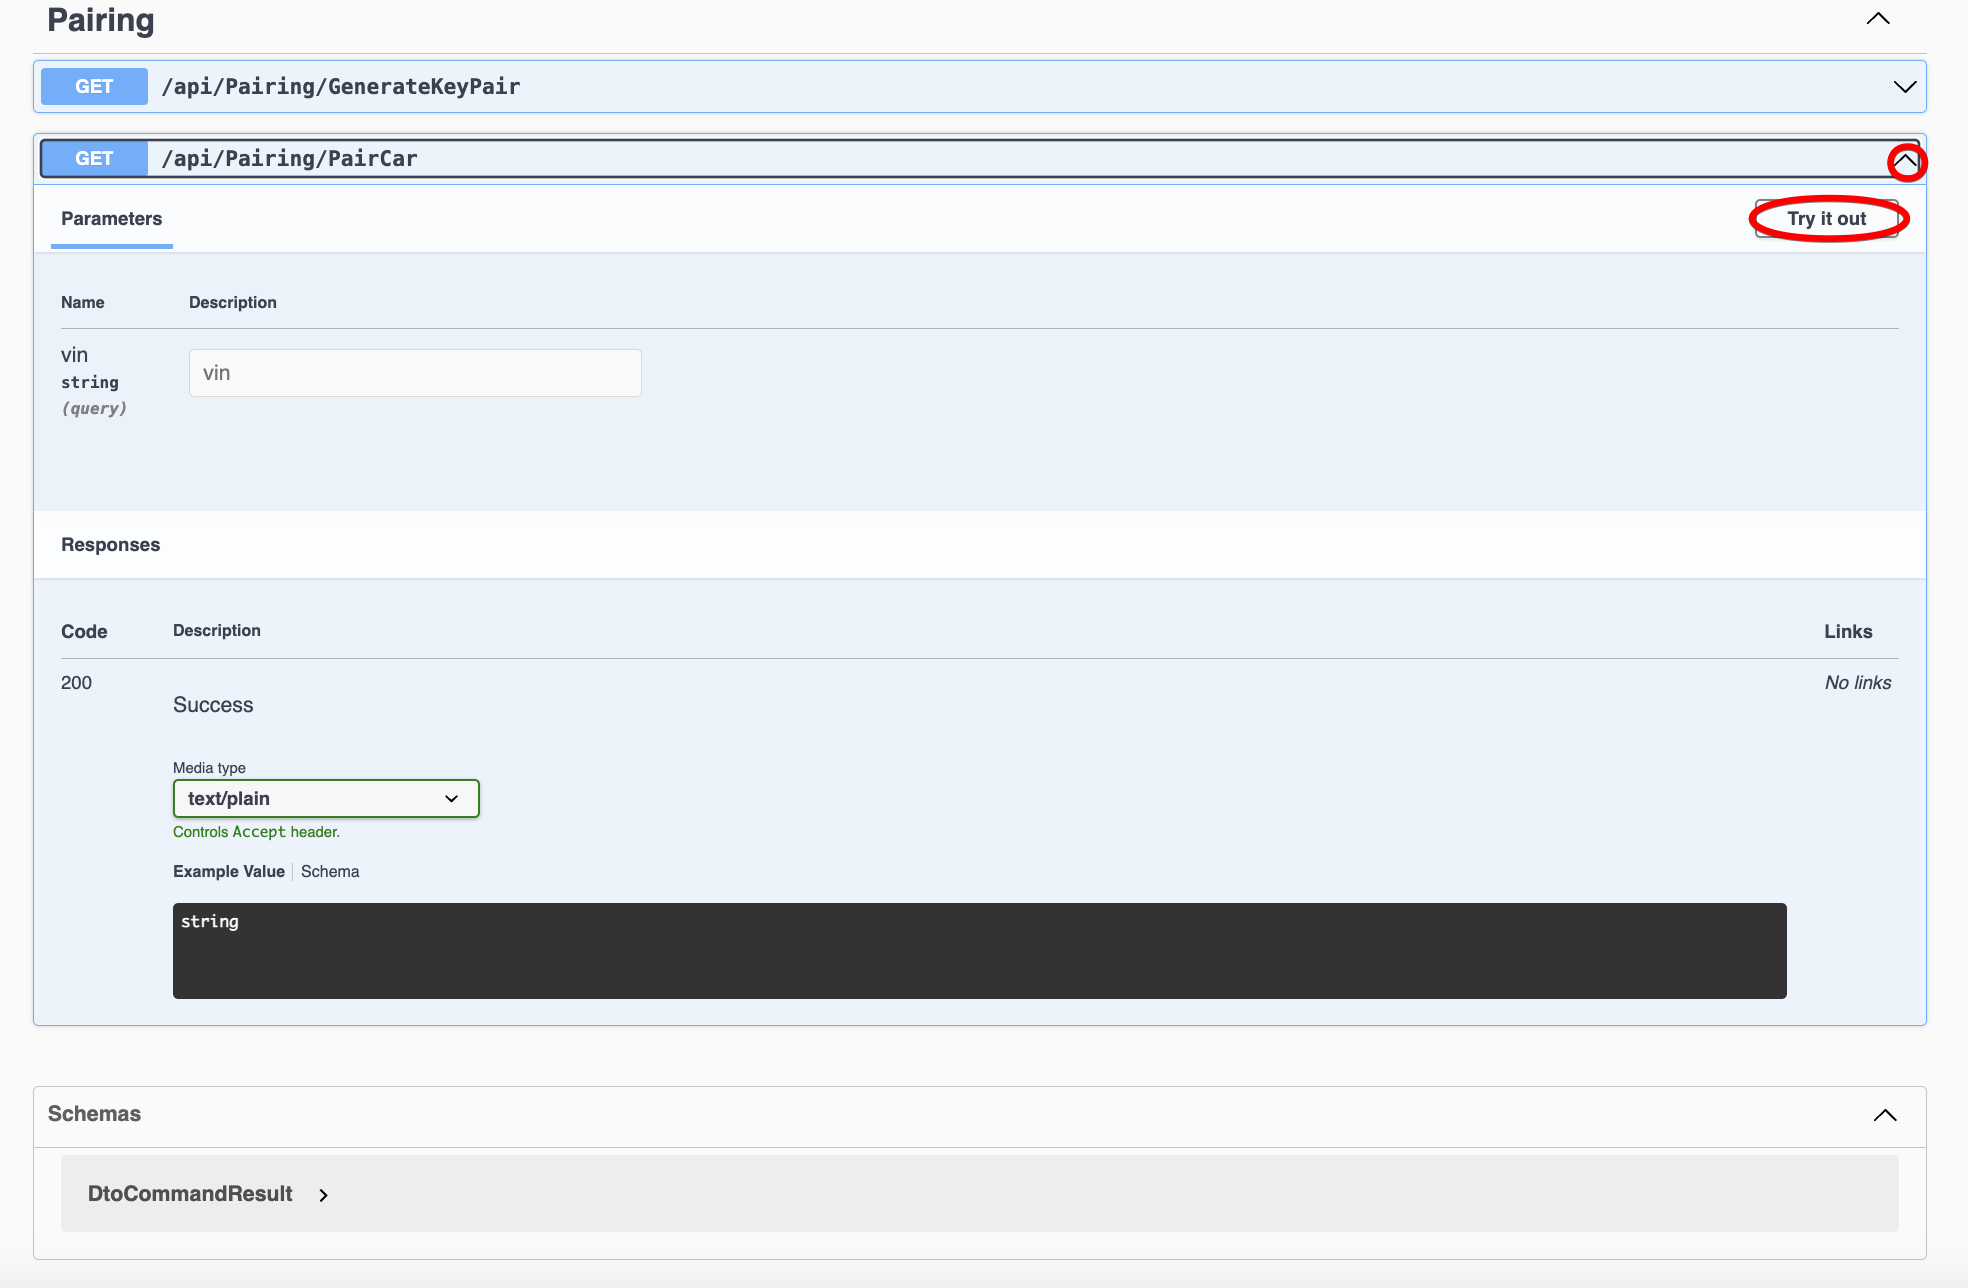 Pairing
GET /api/Pairing/GenerateKeyPair
GET /api/Pairing/PairCar
Parameters Try it out
Name Description
vin
vin
string
(query)
Responses
Code Description Links
200 No links
Success
Media type
text/plain
Controls Accept header.
Example Value Schema
string
Schemas
DtoCommandResult